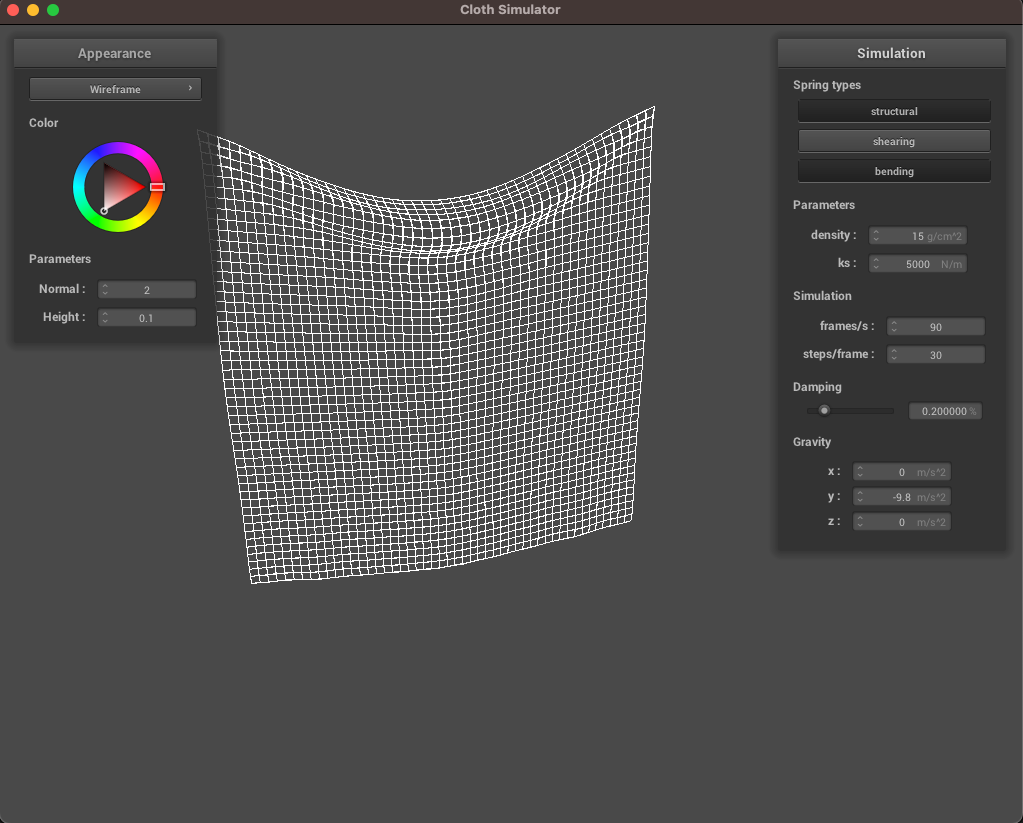 Cloth Simulator
Appearance
Wireframe
Color
Parameters
Normal : 2
Height : 0.1
Simulation
Spring types
structural
shearing
bending
Parameters
density : 15 g/cm^2
ks : 5000 N/m
Simulation
frames/s : 90
steps/frame : 30
Damping
0.200000 %
Gravity
x : 0 m/s^2
y : -9.8 m/s^2
z : 0 m/s^2